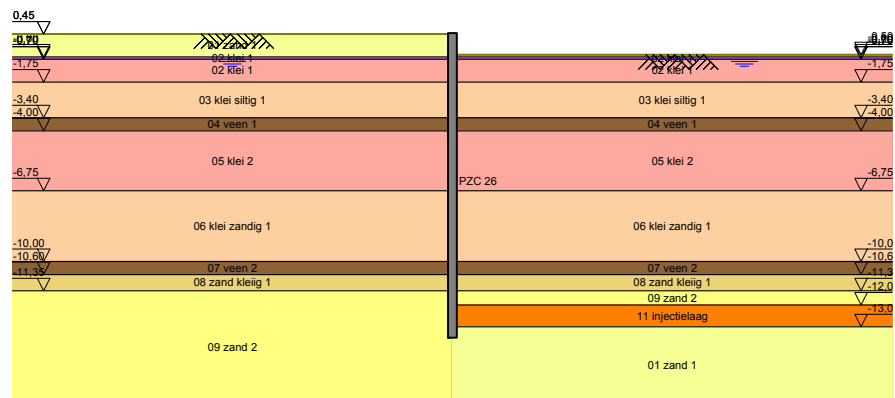 0,45
01 zand 1
-0,70
-0,70
02 klei 1
02 klei 1
-1,75
02 klei 1
-1,75
03 klei siltig 1
03 klei siltig 1
-3,40
-3,40
-4,00
-4,00
04 veen 1
04 veen 1
05 klei 2
05 klei 2
-6,75
PZC 26
-6,75
06 klei zandig 1
06 klei zandig 1
-10,00
-10,0
-10,60
-10,6
07 veen 2
07 veen 2
-11,35
-11,3
08 zand kleiig 1
08 zand kleiig 1
-12,0
09 zand 2
-13,0
11 injectielaag
09 zand 2
01 zand 1